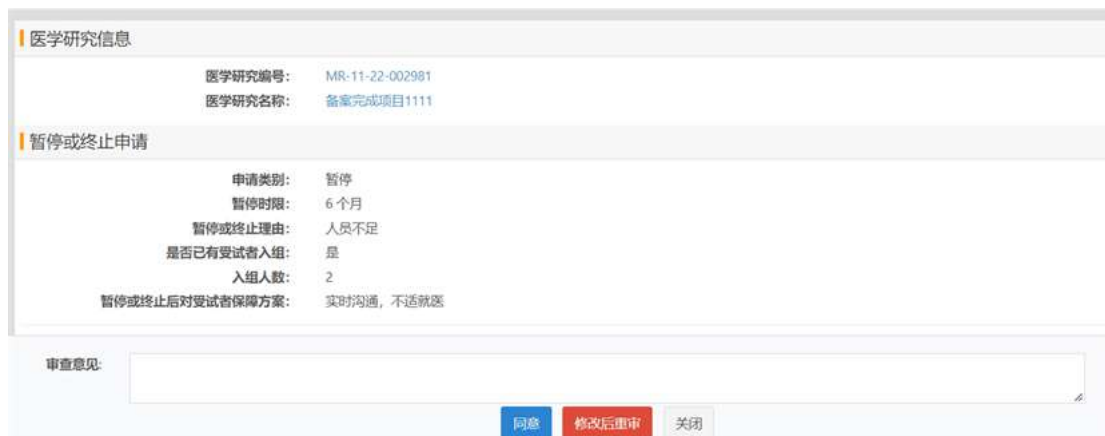 医学研究信息
医学研究编号: MR-11-22-002981
医学研究名称: 备案完成项目1111
暂停或终止申请
申请类别: 暂停
暂停时限: 6 个月
暂停或终止理由: 人员不足
是否已有受试者入组: 是
入组人数: 2
暂停或终止后对受试者保障方案: 实时沟通，不适就医
审查意见:
同意 修改后重审 关闭